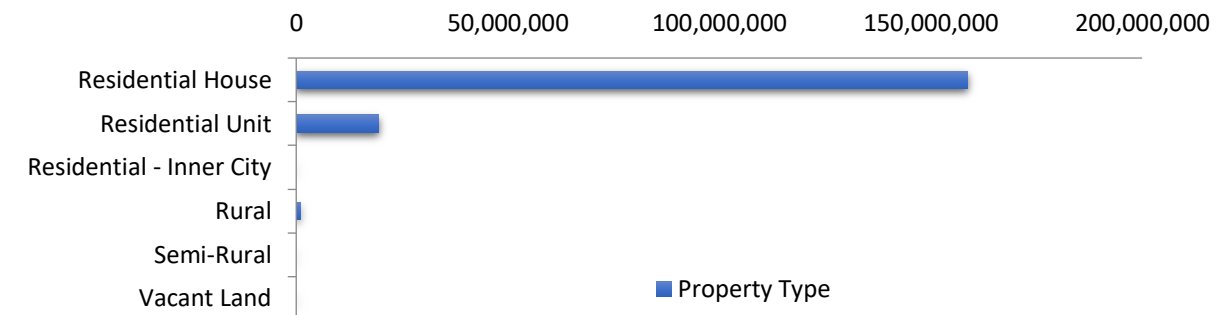 0 50,000,000 100,000,000 150,000,000 200,000,000
Residential House
Residential Unit
Residential - Inner City
Rural
Semi-Rural
Vacant Land
Property Type